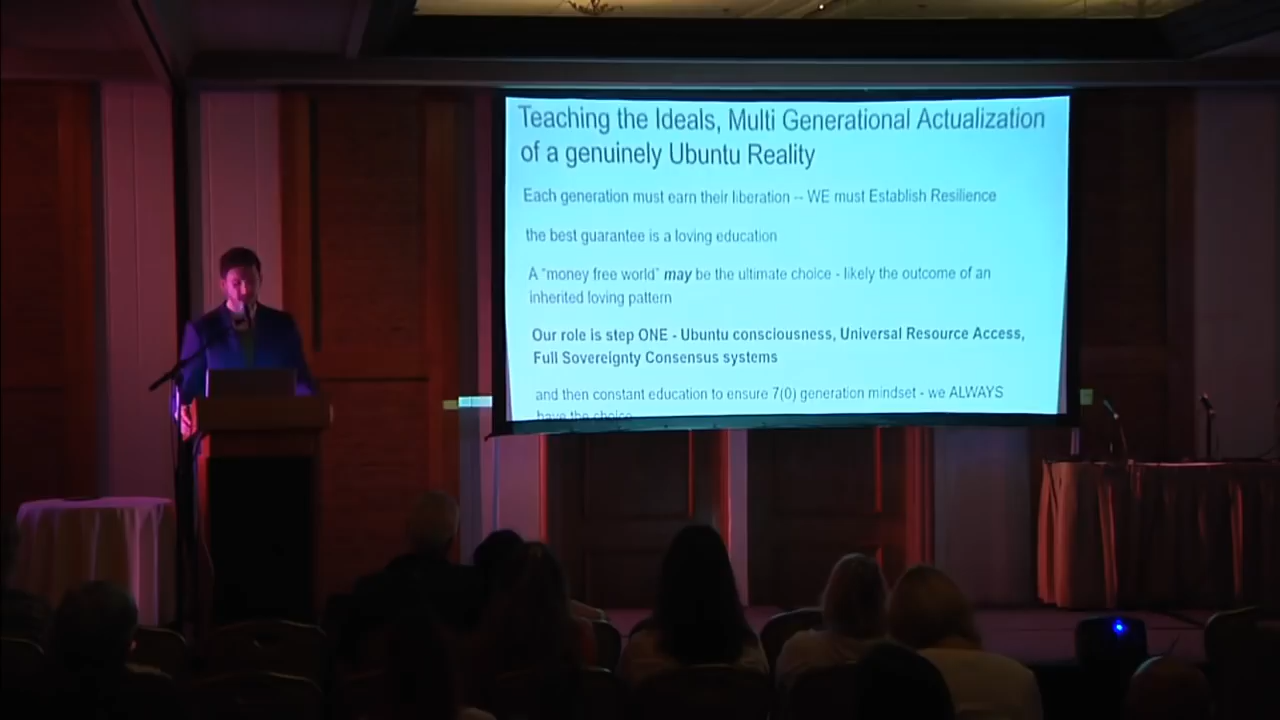 Teaching the Ideals, Multi Generational Actualization
of a genuinely Ubuntu Reality
Each generation must earn their liberation -- WE must Establish Resilience
the best guarantee is a loving education
A "money free world" may be the ultimate choice - likely the outcome of an
inherited loving pattern
Our role is step ONE - Ubuntu consciousness, Universal Resource Access,
Full Sovereignty Consensus systems
and then constant education to ensure 7(0) generation mindset - we ALWAYS
have the choice